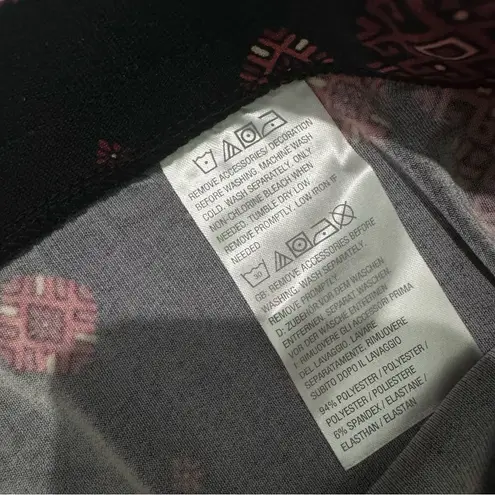 REMOVE ACCESSORIES/ DECORATION
BEFORE WASHING. MACHINE WASH
COLD. WASH SEPARATELY. ONLY
NON-CHLORINE BLEACH WHEN
NEEDED. TUMBLE DRY LOW.
REMOVE PROMPTLY. LOW IRON IF
NEEDED
30
GB: REMOVE ACCESSORIES BEFORE
WASHING. WASH SEPARATELY.
REMOVE PROMPTLY.
D: ZUBEHÖR VOR DEM WASCHEN
ENTFERNEN. SEPARAT WASCHEN.
VOR DER WÄSCHE ENTFERNEN
I: RIMUOVERE GLI ACCESSORI PRIMA
DEL LAVAGGIO. LAVARE
SEPARATAMENTE. RIMUOVERE
SUBITO DOPO IL LAVAGGIO
94% POLYESTER / POLYESTER /
POLYESTER / POLIESTERE
6% SPANDEX / ELASTANE /
ELASTHAN / ELASTAN